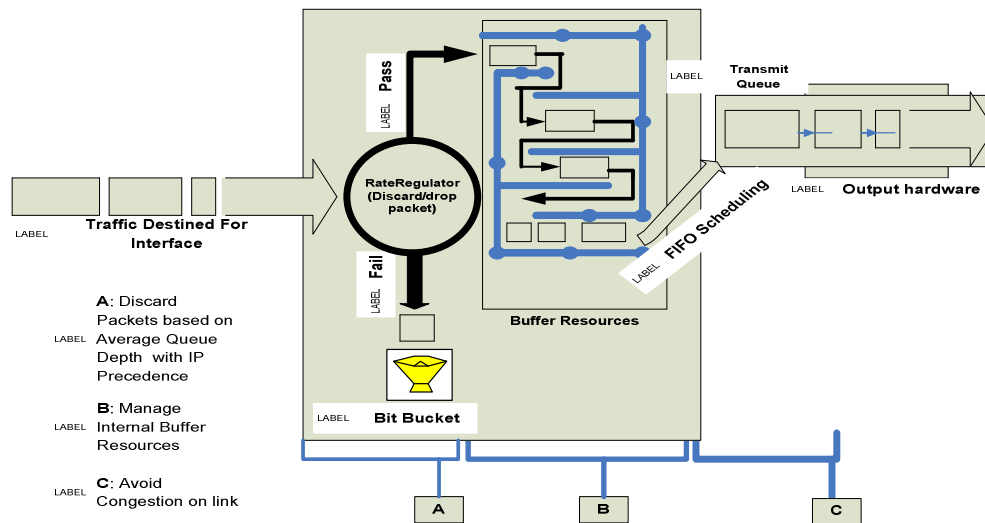 LABEL
Traffic Destined For
Interface
LABEL Pass
RateRegulator
(Discard/drop
packet)
LABEL Fail
LABEL Bit Bucket
Buffer Resources
LABEL FIFO Scheduling
LABEL
Transmit
Queue
LABEL Output hardware
A: Discard
Packets based on
LABEL Average Queue
Depth with IP
Precedence
B: Manage
LABEL Internal Buffer
Resources
C: Avoid
LABEL Congestion on link
A
B
C